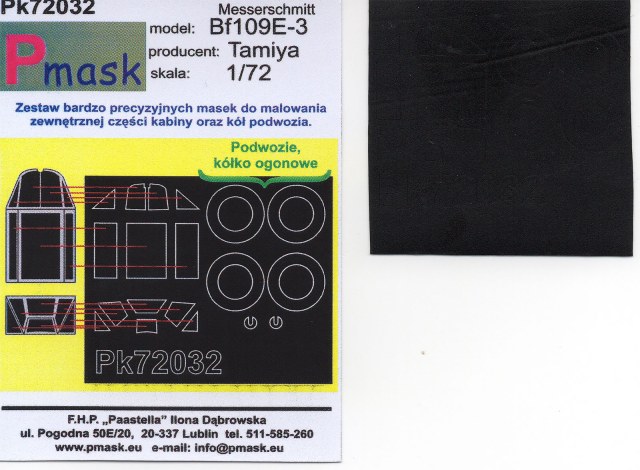 Pk72032
Messerschmitt
model: Bf109E-3
Pmask
producent: Tamiya
skala: 1/72
Zestaw bardzo precyzyjnych masek do malowania
zewnętrznej części kabiny oraz kół podwozia.
Podwozie,
kółko ogonowe
Pk72032
F.H.P. „Paastella” Ilona Dąbrowska
ul. Pogodna 50E/20, 20-337 Lublin tel. 511-585-260
www.pmask.eu e-mail: info@pmask.eu